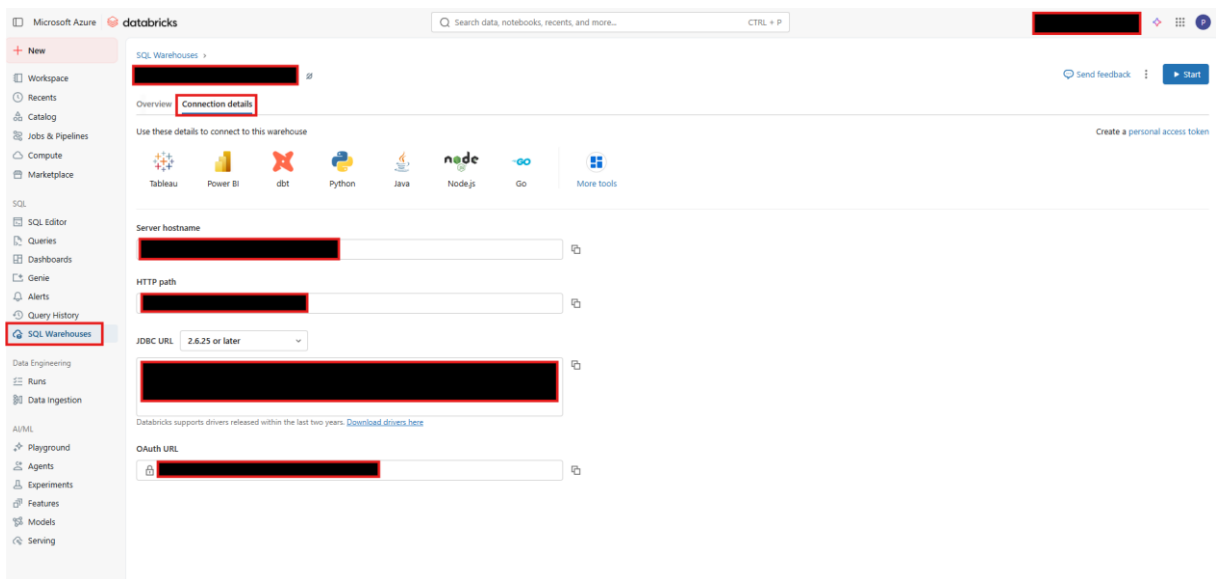 Microsoft Azure databricks Search data, notebooks, recents, and more... CTRL + P P
New
Workspace
Recents
Catalog
Jobs & Pipelines
Compute
Marketplace
SQL
SQL Editor
Queries
Dashboards
Genie
Alerts
Query History
SQL Warehouses
Data Engineering
Runs
Data Ingestion
AI/ML
Playground
Agents
Experiments
Features
Models
Serving
SQL Warehouses ›
Send feedback Start
Overview Connection details
Use these details to connect to this warehouse Create a personal access token
Tableau Power BI dbt Python Java node Node.js GO Go More tools
Server hostname
HTTP path
JDBC URL 2.6.25 or later
Databricks supports drivers released within the last two years. Download drivers here
OAuth URL